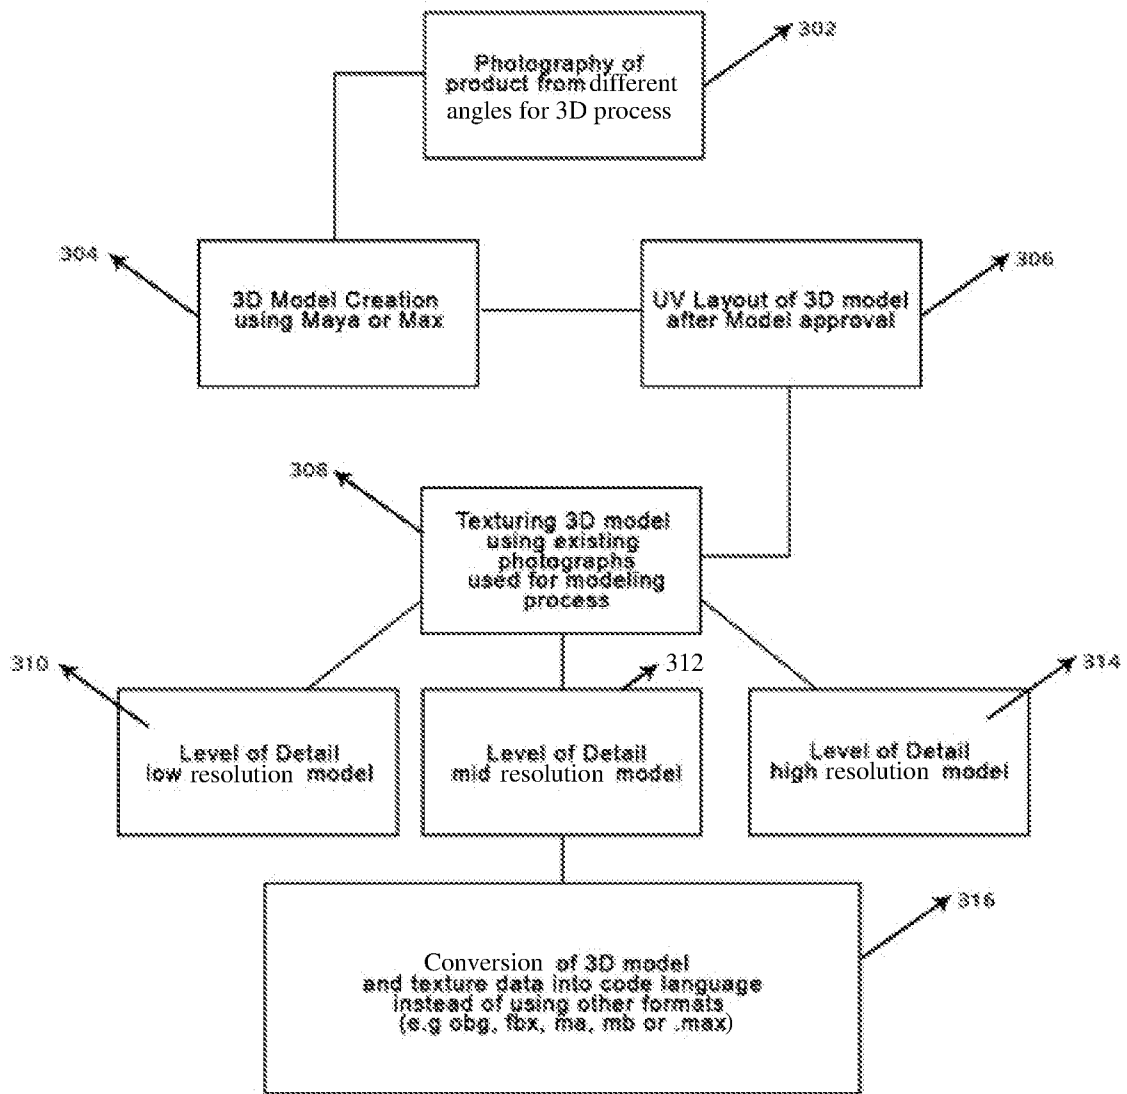 302
Photography of
product from different
angles for 3D process
304
3D Model Creation
using Maya or Max
306
UV Layout of 3D model
after Model approval
308
Texturing 3D model
using existing
photographs
used for modeling
process
310
312
314
Level of Detail
low resolution model
Level of Detail
mid resolution model
Level of Detail
high resolution model
316
Conversion of 3D model
and texture data into code language
instead of using other formats
(e.g obg, fbx, ma, mb or .max)